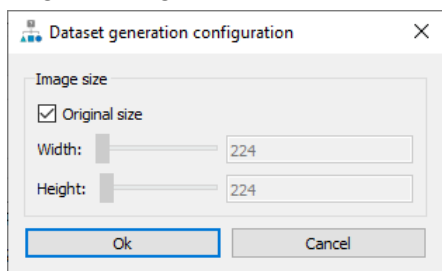 Dataset generation configuration
Image size
Original size
Width: 224
Height: 224
Ok Cancel